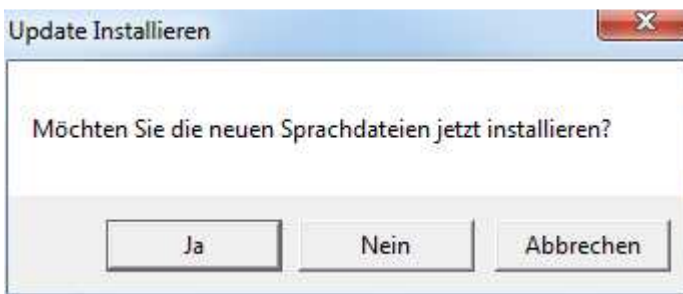 Update Installieren
Möchten Sie die neuen Sprachdateien jetzt installieren?
Ja Nein Abbrechen